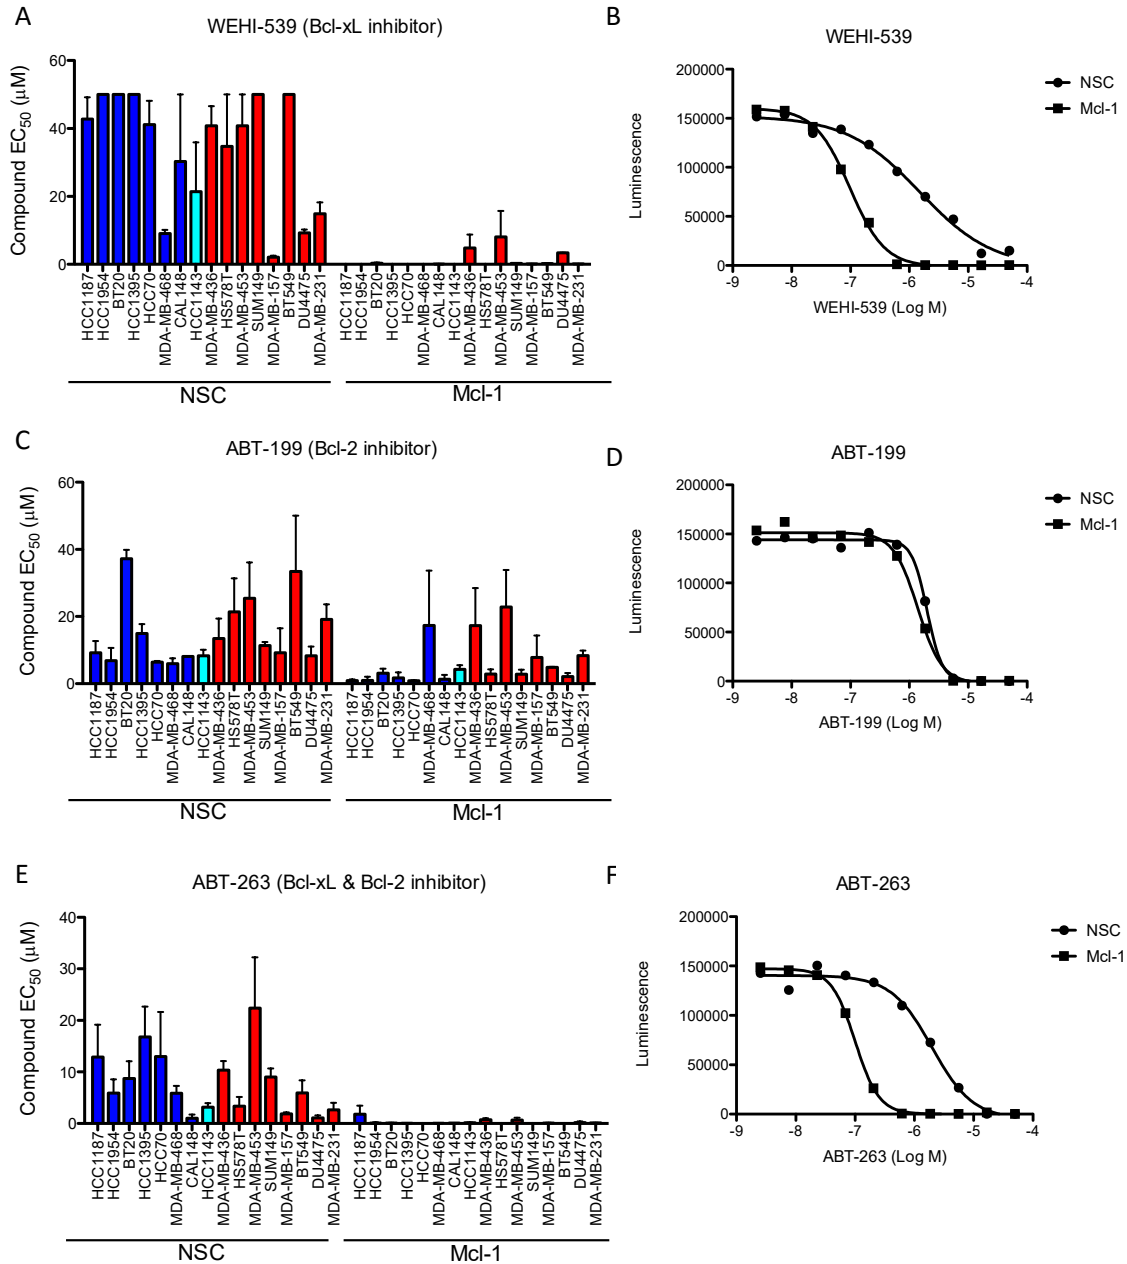 A
WEHI-539 (Bcl-xL inhibitor)
Compound EC50 (µM)
60
40
20
0
HCC1187
HCC1954
BT20
HCC1395
HCC70
MDA-MB-468
CAL148
HCC1143
MDA-MB-436
HS578T
MDA-MB-453
SUM149
MDA-MB-157
BT549
DU4475
MDA-MB-231
HCC1187
HCC1954
BT20
HCC1395
HCC70
MDA-MB-468
CAL148
HCC1143
MDA-MB-436
HS578T
MDA-MB-453
SUM149
MDA-MB-157
BT549
DU4475
MDA-MB-231
NSC
Mcl-1
B
WEHI-539
Luminescence
200000
150000
100000
50000
0
-9
-8
-7
-6
-5
-4
WEHI-539 (Log M)
NSC
Mcl-1
C
ABT-199 (Bcl-2 inhibitor)
Compound EC50 (µM)
60
40
20
0
HCC1187
HCC1954
BT20
HCC1395
HCC70
MDA-MB-468
CAL148
HCC1143
MDA-MB-436
HS578T
MDA-MB-453
SUM149
MDA-MB-157
BT549
DU4475
MDA-MB-231
HCC1187
HCC1954
BT20
HCC1395
HCC70
MDA-MB-468
CAL148
HCC1143
MDA-MB-436
HS578T
MDA-MB-453
SUM149
MDA-MB-157
BT549
DU4475
MDA-MB-231
NSC
Mcl-1
D
ABT-199
Luminescence
200000
150000
100000
50000
0
-9
-8
-7
-6
-5
-4
ABT-199 (Log M)
NSC
Mcl-1
E
ABT-263 (Bcl-xL & Bcl-2 inhibitor)
Compound EC50 (µM)
40
30
20
10
0
HCC1187
HCC1954
BT20
HCC1395
HCC70
MDA-MB-468
CAL148
HCC1143
MDA-MB-436
HS578T
MDA-MB-453
SUM149
MDA-MB-157
BT549
DU4475
MDA-MB-231
HCC1187
HCC1954
BT20
HCC1395
HCC70
MDA-MB-468
CAL148
HCC1143
MDA-MB-436
HS578T
MDA-MB-453
SUM149
MDA-MB-157
BT549
DU4475
MDA-MB-231
NSC
Mcl-1
F
ABT-263
Luminescence
200000
150000
100000
50000
0
-9
-8
-7
-6
-5
-4
ABT-263 (Log M)
NSC
Mcl-1